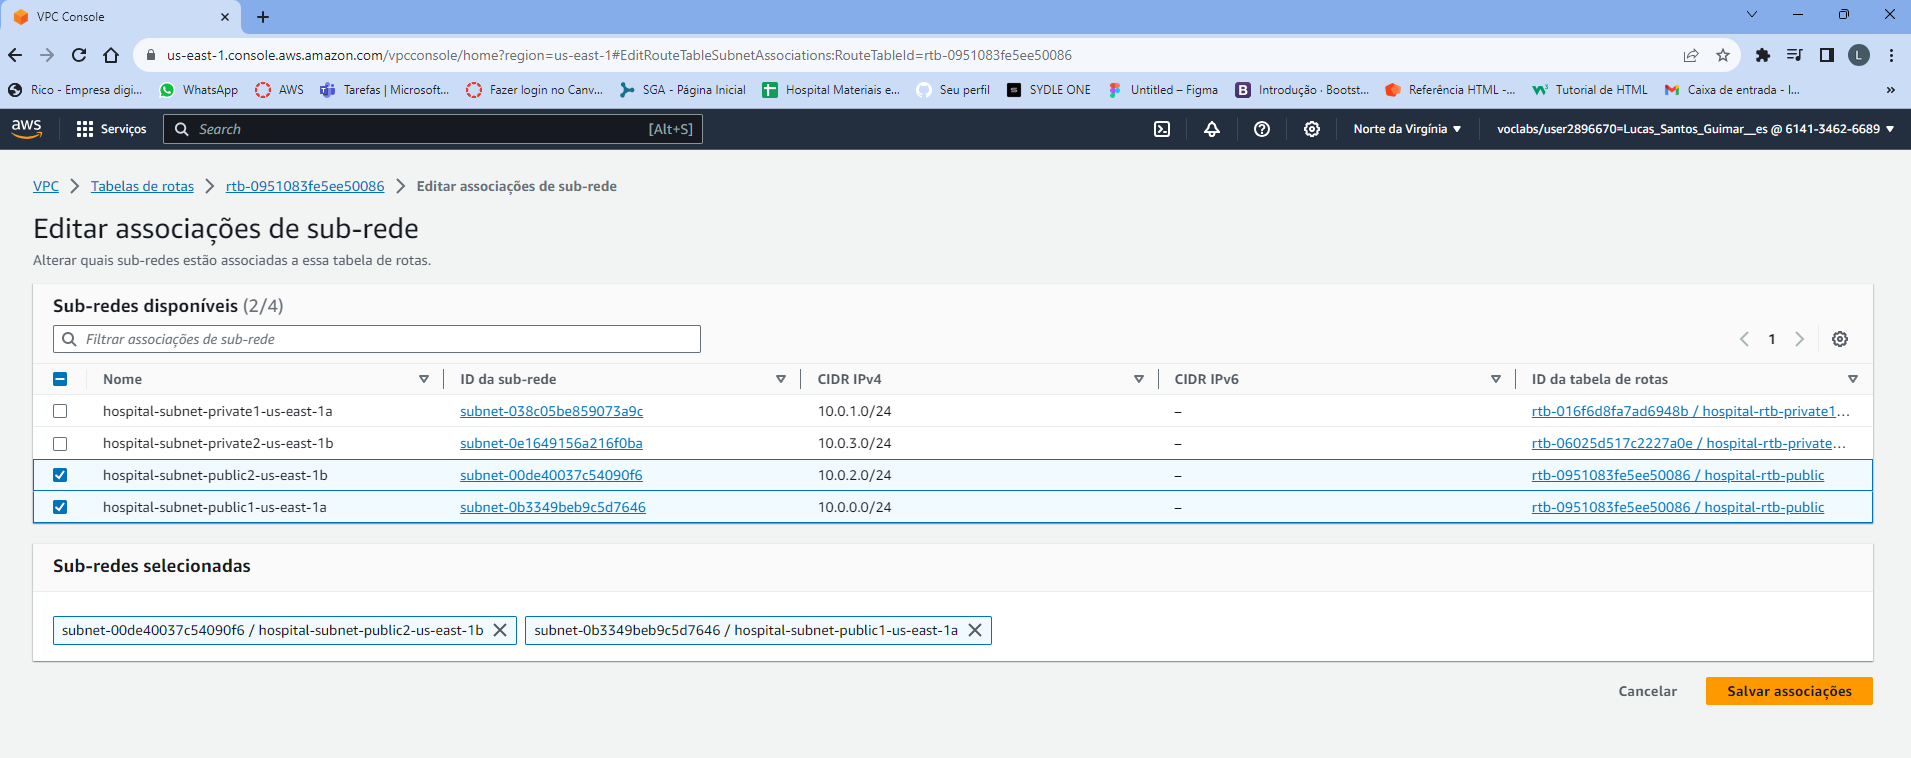 VPC Console
us-east-1.console.aws.amazon.com/vpcconsole/home?region=us-east-1#EditRouteTableSubnetAssociations:RouteTableId=rtb-0951083fe5ee50086
L
Rico - Empresa digi... WhatsApp AWS Tarefas | Microsoft... Fazer login no Canv... SGA - Página Inicial Hospital Materiais e... Seu perfil SYDLE ONE Untitled – Figma Introdução · Bootst... Referência HTML -... Tutorial de HTML Caixa de entrada - l... »
aws Serviços Search [Alt+S] Norte da Virgínia voclabs/user2896670=Lucas_Santos_Guimar__es @ 6141-3462-6689
VPC Tabelas de rotas rtb-0951083fe5ee50086 Editar associações de sub-rede
Editar associações de sub-rede
Alterar quais sub-redes estão associadas a essa tabela de rotas.
Sub-redes disponíveis (2/4)
Filtrar associações de sub-rede
1
Nome ID da sub-rede CIDR IPv4 CIDR IPv6 ID da tabela de rotas
hospital-subnet-private1-us-east-1a subnet-038c05be859073a9c 10.0.1.0/24 – rtb-016f6d8fa7ad6948b / hospital-rtb-private1...
hospital-subnet-private2-us-east-1b subnet-0e1649156a216f0ba 10.0.3.0/24 – rtb-06025d517c2227a0e / hospital-rtb-private...
hospital-subnet-public2-us-east-1b subnet-00de40037c54090f6 10.0.2.0/24 – rtb-0951083fe5ee50086 / hospital-rtb-public
hospital-subnet-public1-us-east-1a subnet-0b3349beb9c5d7646 10.0.0.0/24 – rtb-0951083fe5ee50086 / hospital-rtb-public
Sub-redes selecionadas
subnet-00de40037c54090f6 / hospital-subnet-public2-us-east-1b subnet-0b3349beb9c5d7646 / hospital-subnet-public1-us-east-1a
Cancelar Salvar associações